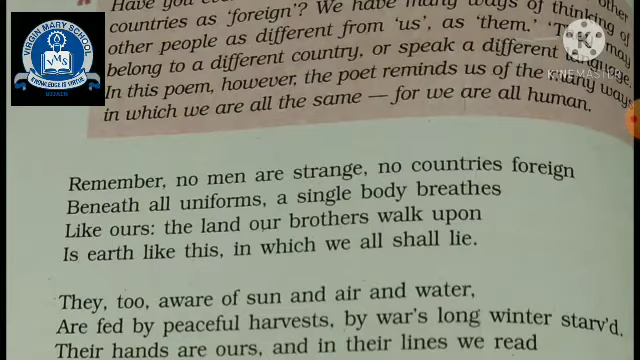 VIRGIN MARY SCHOOL
VMS
KNOWLEDGE IS VIRTUE
Have you
other
countries as 'foreign'? We have many ways of thinking of
other people as different from 'us', as 'them.' 'They' may
belong to a different country, or speak a different language.
In this poem, however, the poet reminds us of the many ways
in which we are all the same — for we are all human.
KINEMASTER
Remember, no men are strange, no countries foreign
Beneath all uniforms, a single body breathes
Like ours: the land our brothers walk upon
Is earth like this, in which we all shall lie.
They, too, aware of sun and air and water,
Are fed by peaceful harvests, by war's long winter starv'd.
Their hands are ours, and in their lines we read